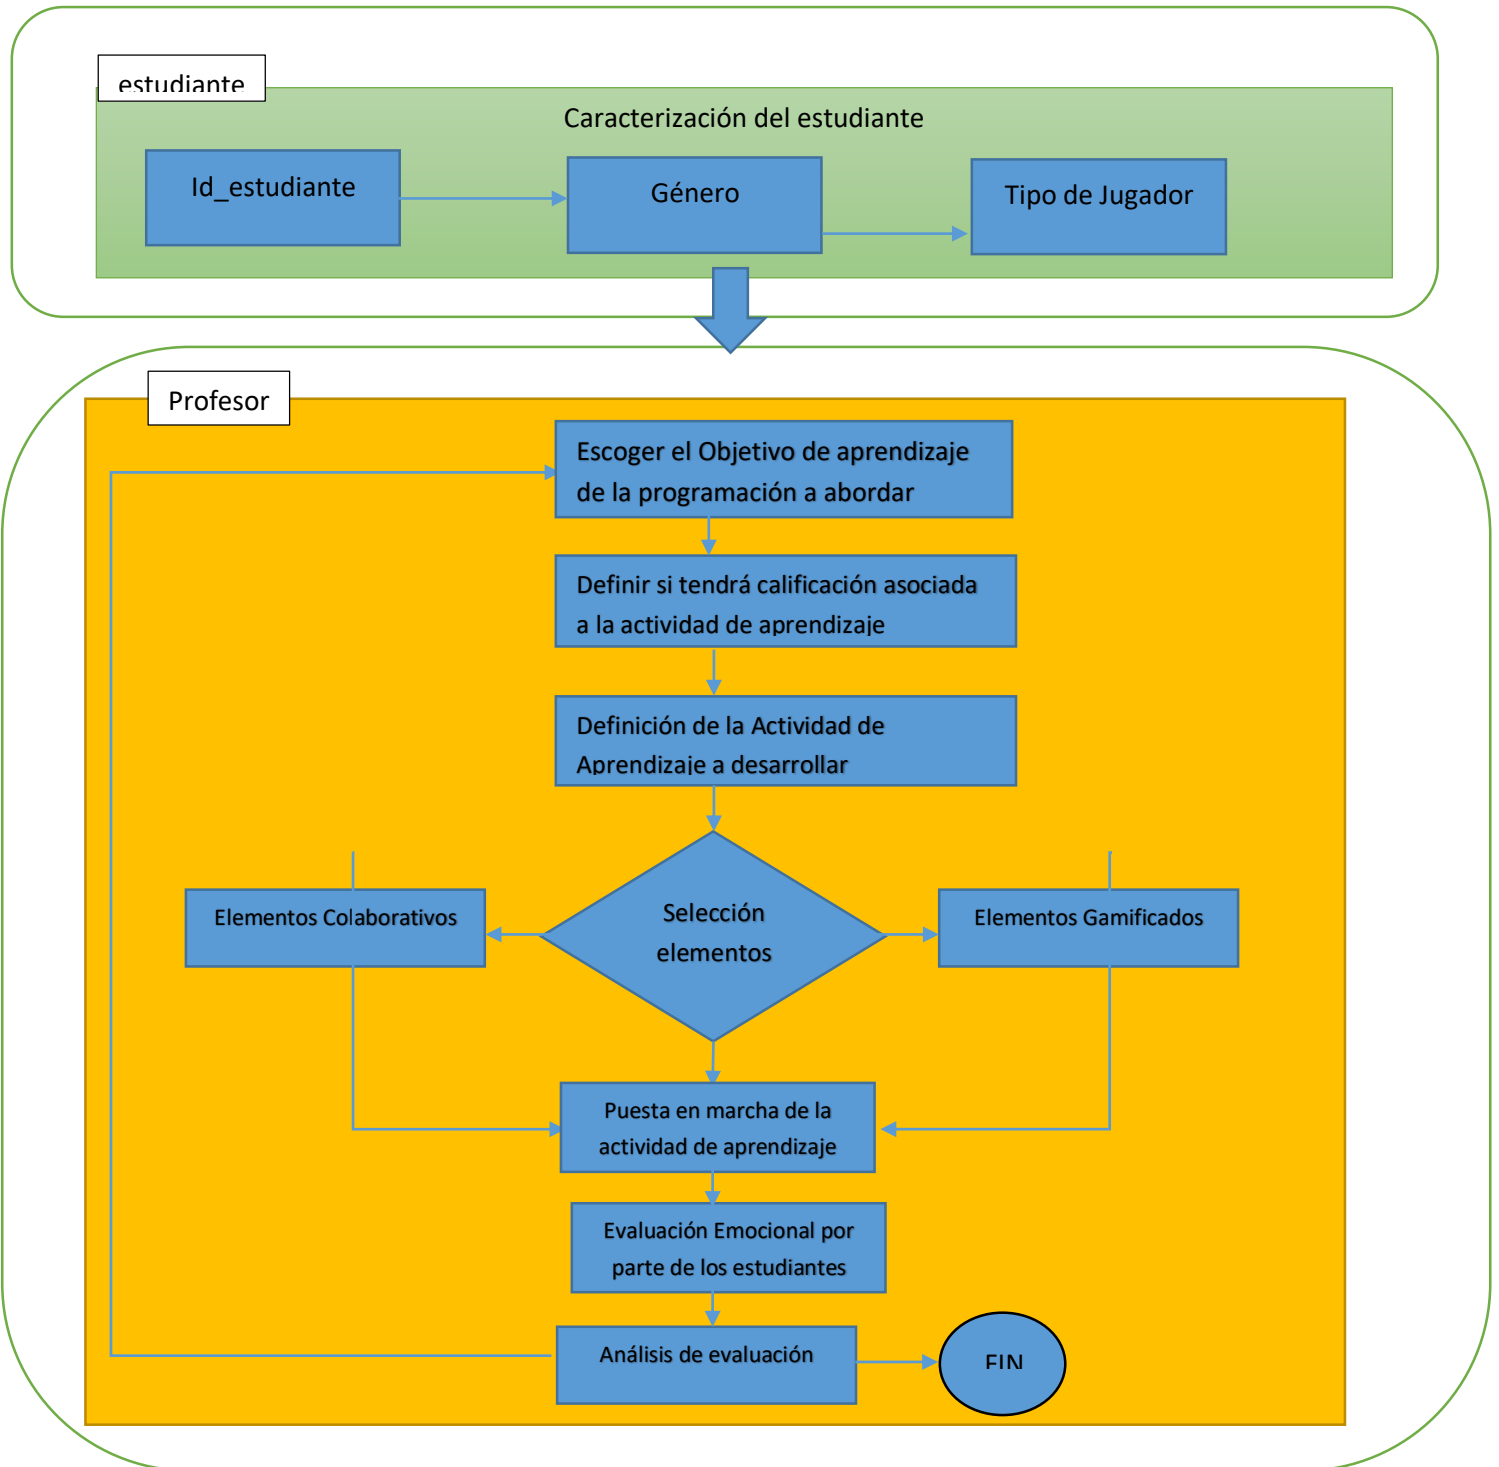 estudiante
Caracterización del estudiante
Id_estudiante
Género
Tipo de Jugador
Profesor
Escoger el Objetivo de aprendizaje
de la programación a abordar
Definir si tendrá calificación asociada
a la actividad de aprendizaje
Definición de la Actividad de
Aprendizaje a desarrollar
Selección
elementos
Elementos Colaborativos
Elementos Gamificados
Puesta en marcha de la
actividad de aprendizaje
Evaluación Emocional por
parte de los estudiantes
Análisis de evaluación
FIN